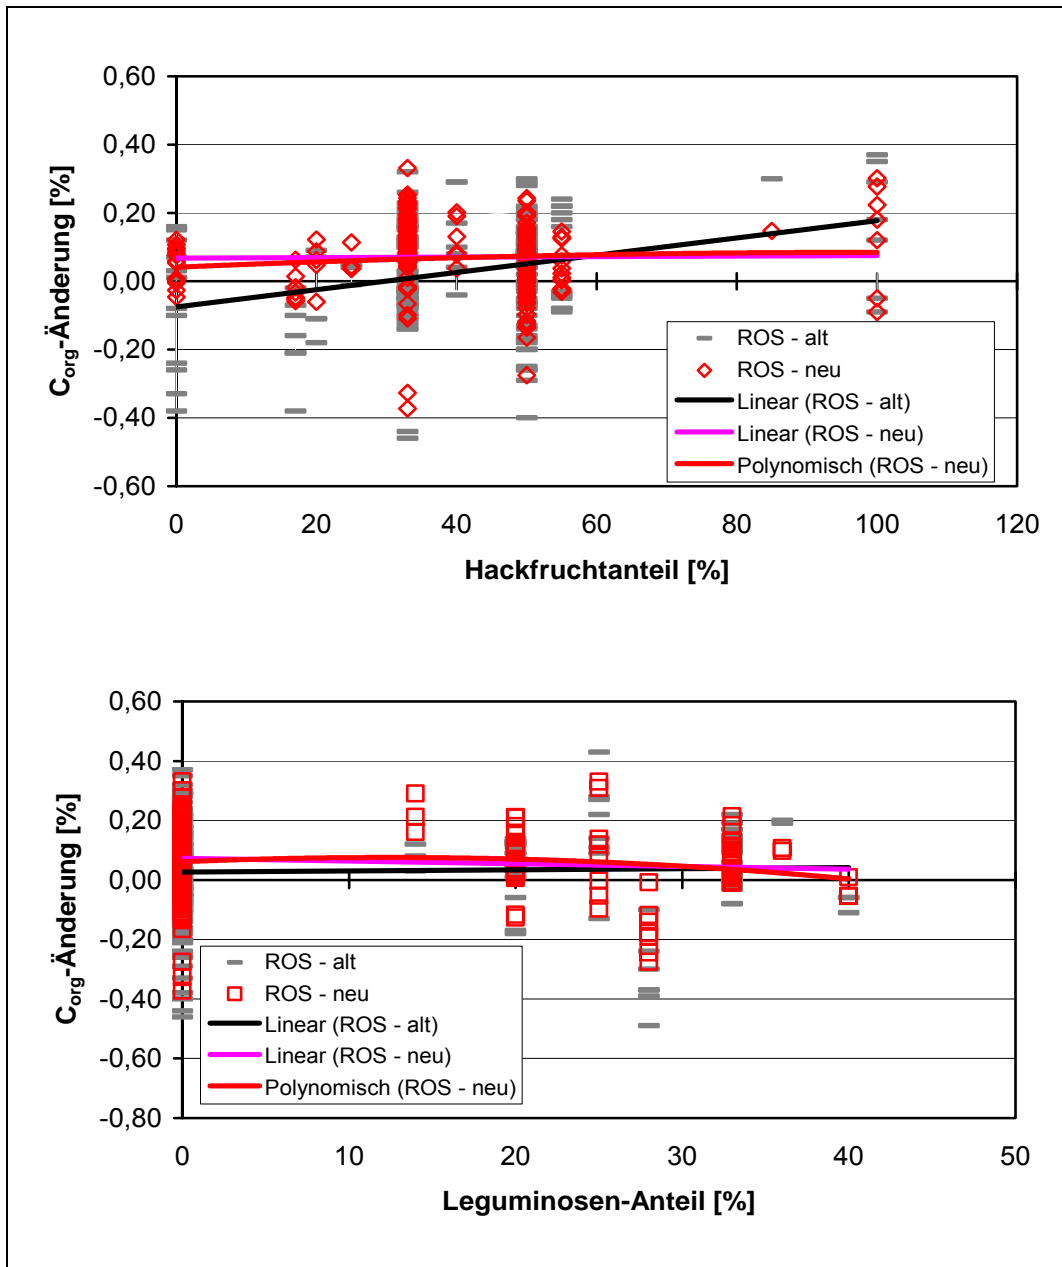 0,60
0,40
0,20
0,00
-0,20
-0,40
-0,60
C_org-Änderung [%]
0 20 40 60 80 100 120
Hackfruchtanteil [%]
ROS - alt
ROS - neu
Linear (ROS - alt)
Linear (ROS - neu)
Polynomisch (ROS - neu)
0,60
0,40
0,20
0,00
-0,20
-0,40
-0,60
-0,80
C_org-Änderung [%]
0 10 20 30 40 50
Leguminosen-Anteil [%]
ROS - alt
ROS - neu
Linear (ROS - alt)
Linear (ROS - neu)
Polynomisch (ROS - neu)